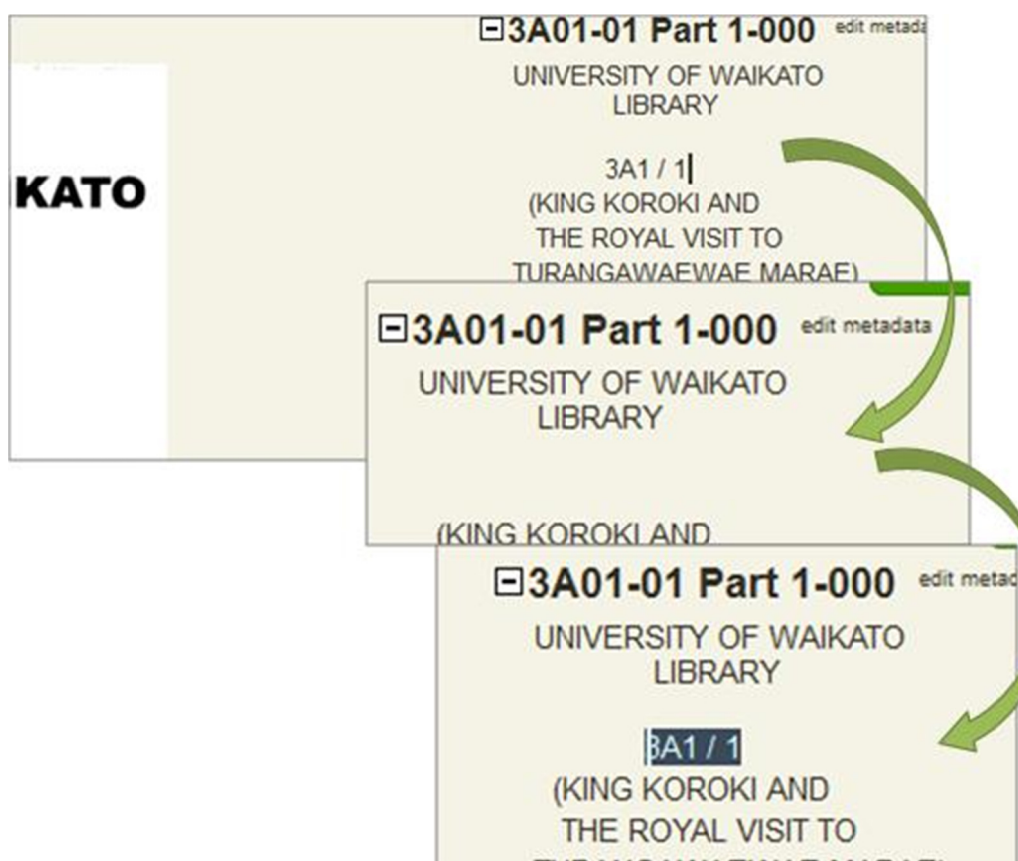 3A01-01 Part 1-000 edit
UNIVERSITY OF WAIKATO
LIBRARY
KATO
3A1 / 1
(KING KOROKI AND
THE ROYAL VISIT TO
TURANGAWAEWAE MARAE)
3A01-01 Part 1-000 edit metadata
UNIVERSITY OF WAIKATO
LIBRARY
(KING KOROKI AND
3A01-01 Part 1-000 edit
UNIVERSITY OF WAIKATO
LIBRARY
3A1 / 1
(KING KOROKI AND
THE ROYAL VISIT TO